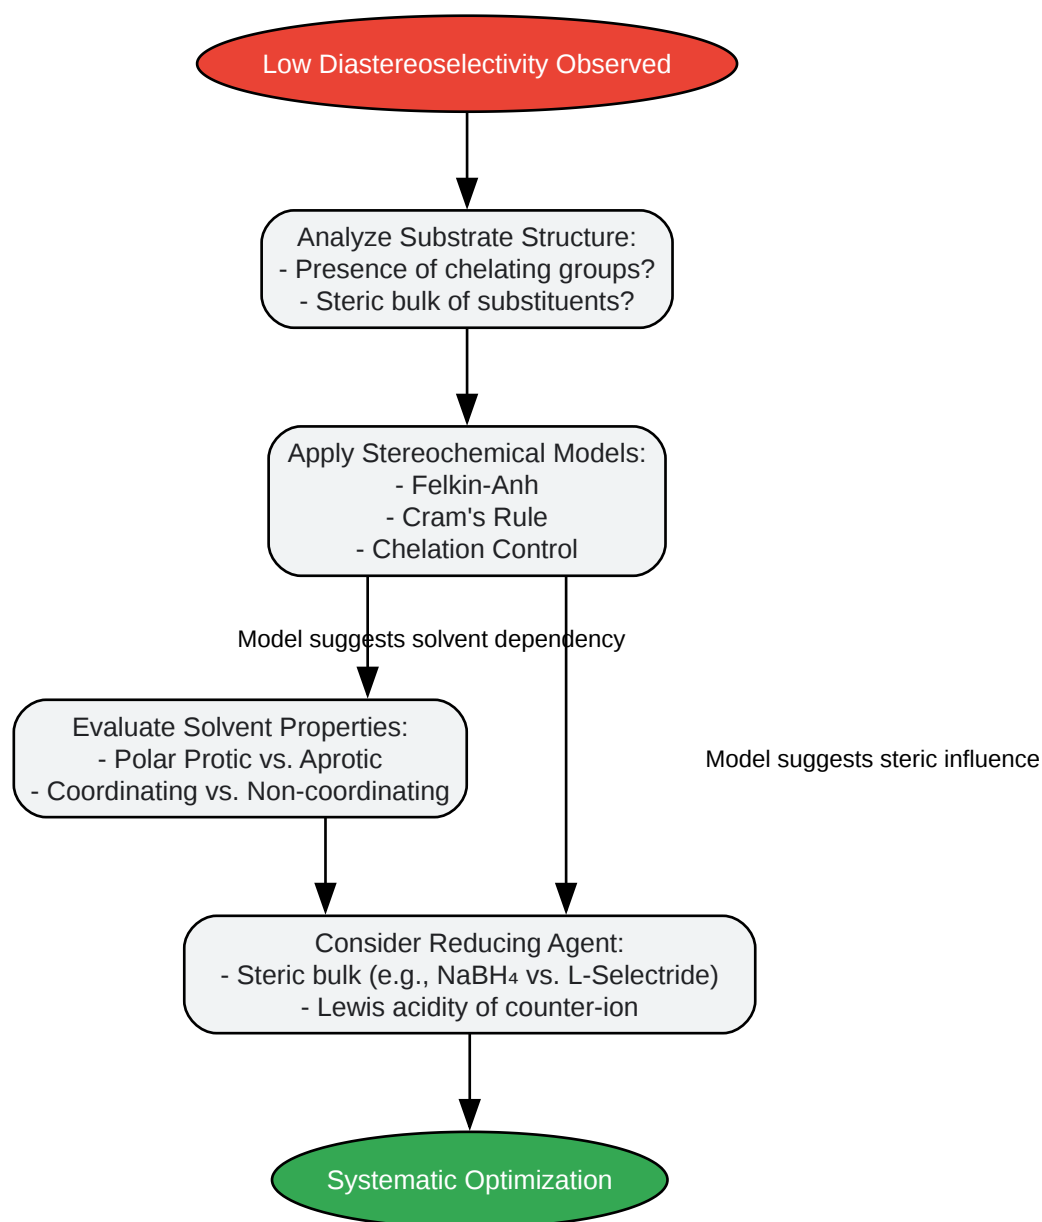 Low Diastereoselectivity Observed
Analyze Substrate Structure:
- Presence of chelating groups?
- Steric bulk of substituents?
Apply Stereochemical Models:
- Felkin-Anh
- Cram's Rule
- Chelation Control
Model suggests solvent dependency
Evaluate Solvent Properties:
- Polar Protic vs. Aprotic
- Coordinating vs. Non-coordinating
Model suggests steric influence
Consider Reducing Agent:
- Steric bulk (e.g., NaBH₄ vs. L-Selectride)
- Lewis acidity of counter-ion
Systematic Optimization